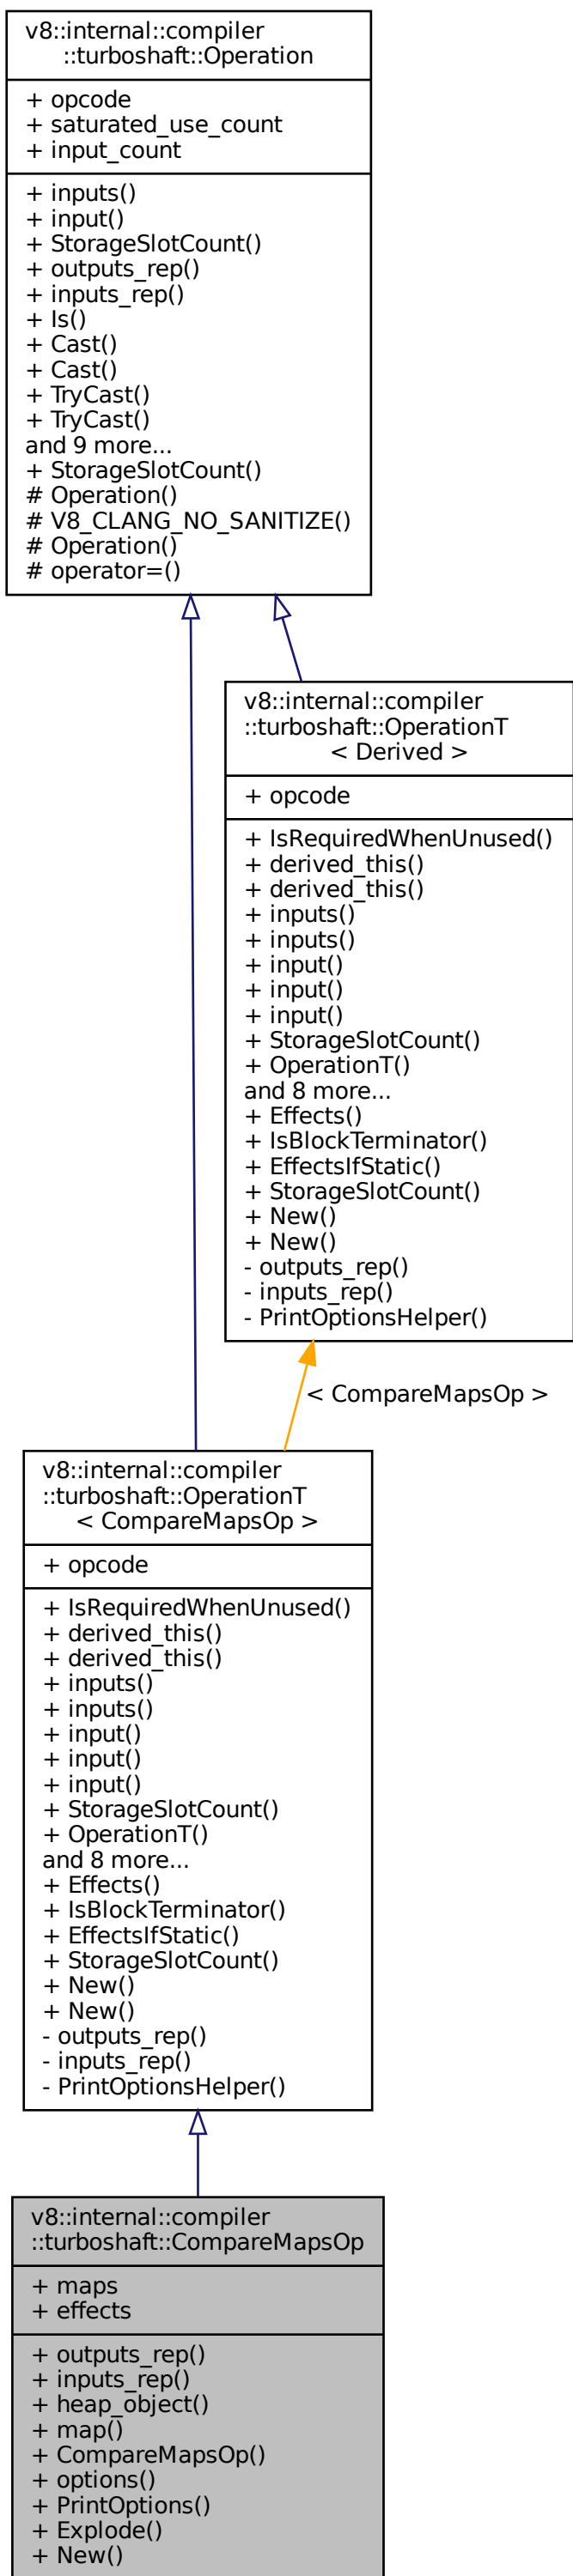 v8::internal::compiler
::turboshaft::Operation
+ opcode
+ saturated_use_count
+ input_count
+ inputs()
+ input()
+ StorageSlotCount()
+ outputs_rep()
+ inputs_rep()
+ Is()
+ Cast()
+ Cast()
+ TryCast()
+ TryCast()
and 9 more...
+ StorageSlotCount()
# Operation()
# V8_CLANG_NO_SANITIZE()
# Operation()
# operator=()
v8::internal::compiler
::turboshaft::OperationT
< Derived >
+ opcode
+ IsRequiredWhenUnused()
+ derived_this()
+ derived_this()
+ inputs()
+ inputs()
+ input()
+ input()
+ input()
+ StorageSlotCount()
+ OperationT()
and 8 more...
+ Effects()
+ IsBlockTerminator()
+ EffectsIfStatic()
+ StorageSlotCount()
+ New()
+ New()
- outputs_rep()
- inputs_rep()
- PrintOptionsHelper()
< CompareMapsOp >
v8::internal::compiler
::turboshaft::OperationT
< CompareMapsOp >
+ opcode
+ IsRequiredWhenUnused()
+ derived_this()
+ derived_this()
+ inputs()
+ inputs()
+ input()
+ input()
+ input()
+ StorageSlotCount()
+ OperationT()
and 8 more...
+ Effects()
+ IsBlockTerminator()
+ EffectsIfStatic()
+ StorageSlotCount()
+ New()
+ New()
- outputs_rep()
- inputs_rep()
- PrintOptionsHelper()
v8::internal::compiler
::turboshaft::CompareMapsOp
+ maps
+ effects
+ outputs_rep()
+ inputs_rep()
+ heap_object()
+ map()
+ CompareMapsOp()
+ options()
+ PrintOptions()
+ Explode()
+ New()